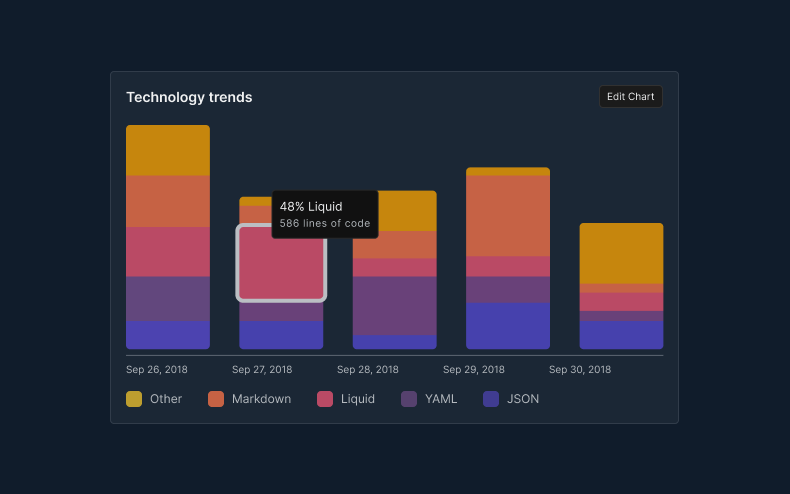 Technology trends
Edit Chart
48% Liquid
586 lines of code
Sep 26, 2018
Sep 27, 2018
Sep 28, 2018
Sep 29, 2018
Sep 30, 2018
Other
Markdown
Liquid
YAML
JSON